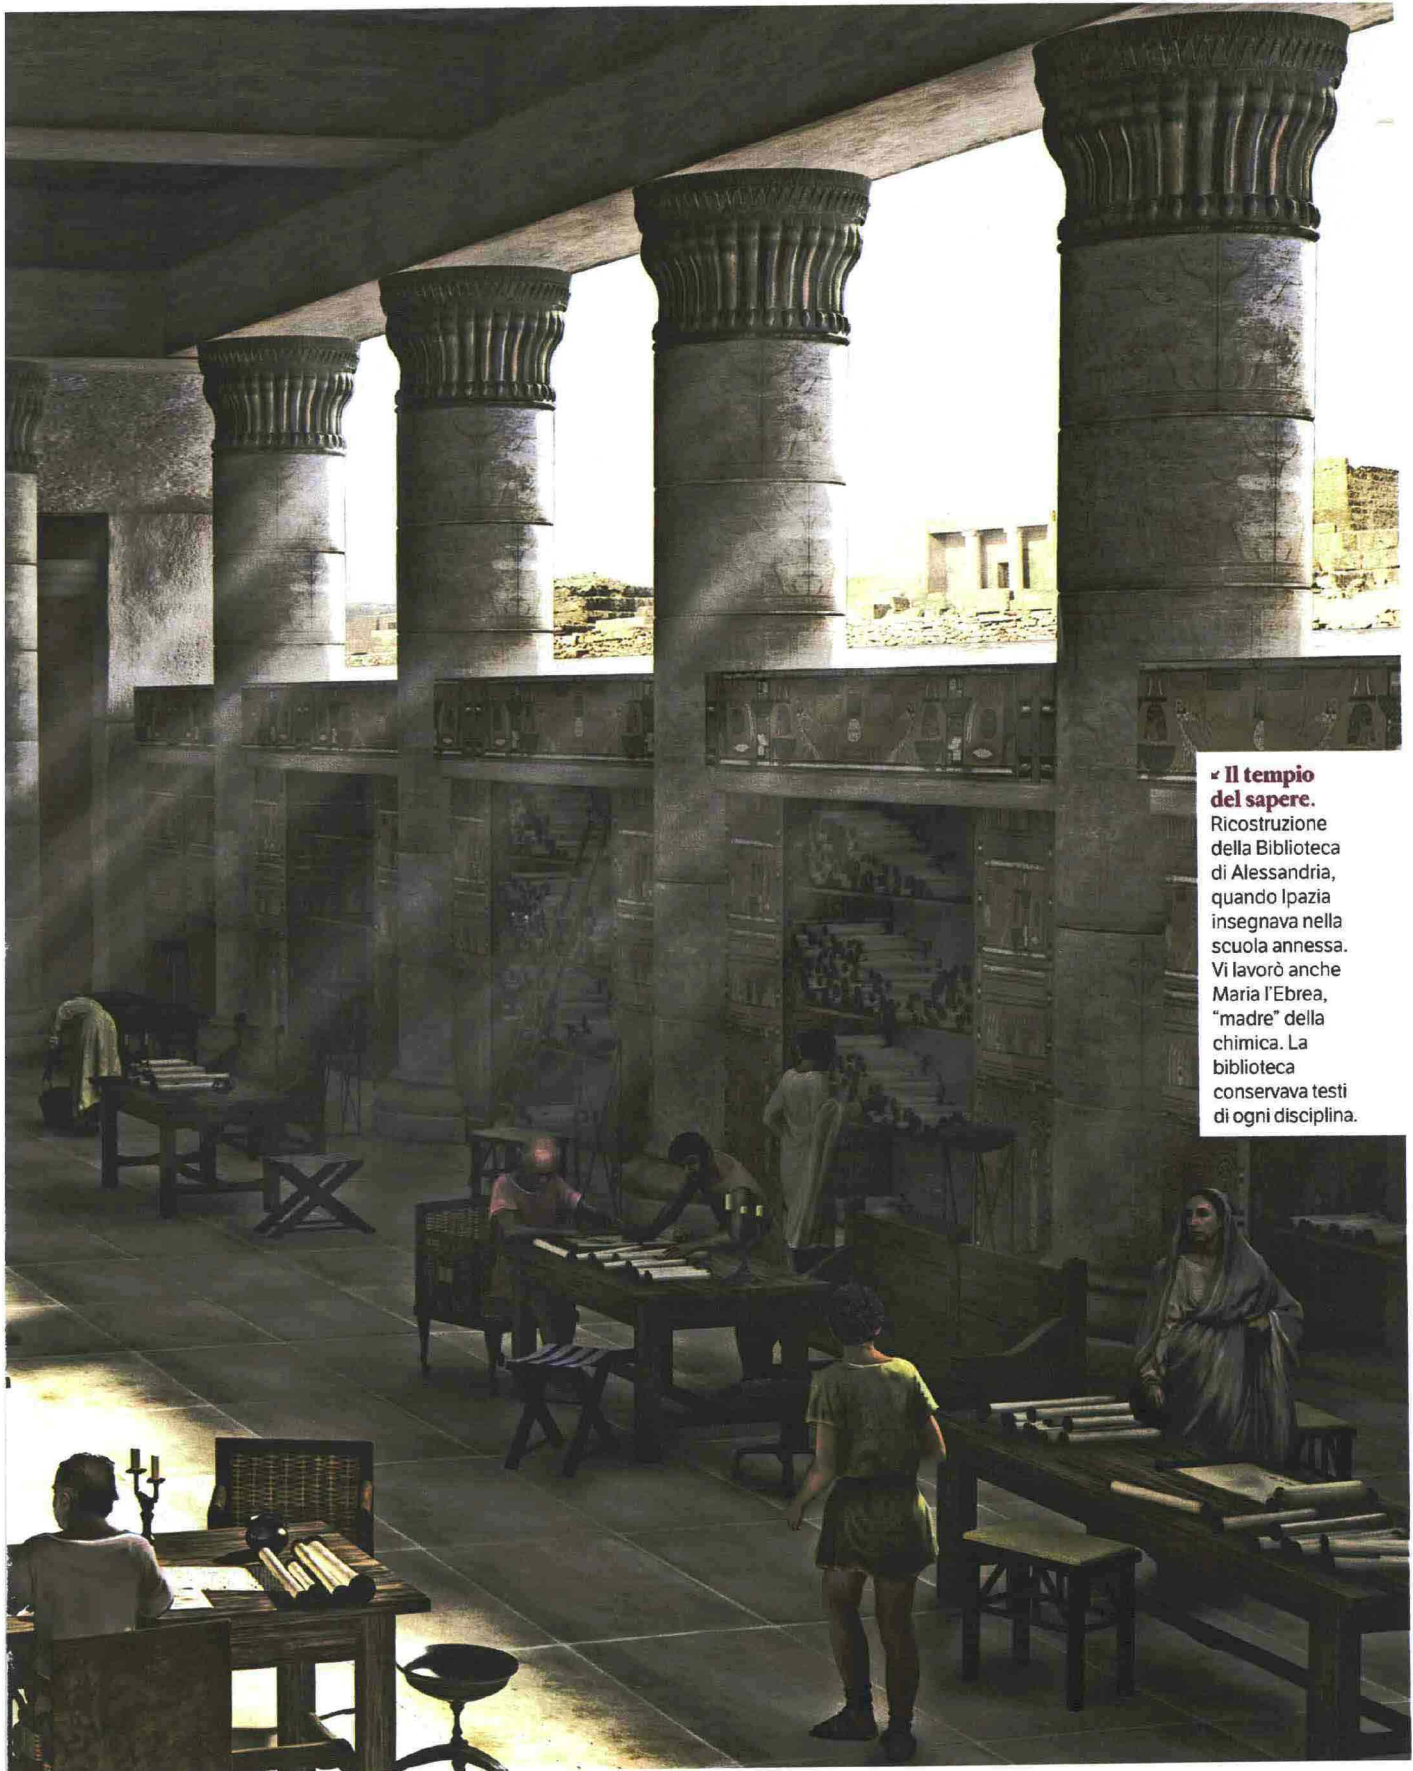 Il tempio
del sapere.
Ricostruzione
della Biblioteca
di Alessandria,
quando Ipazia
insegnava nella
scuola annessa.
Vi lavorò anche
Maria l'Ebrea,
"madre" della
chimica. La
biblioteca
conservava testi
di ogni disciplina.